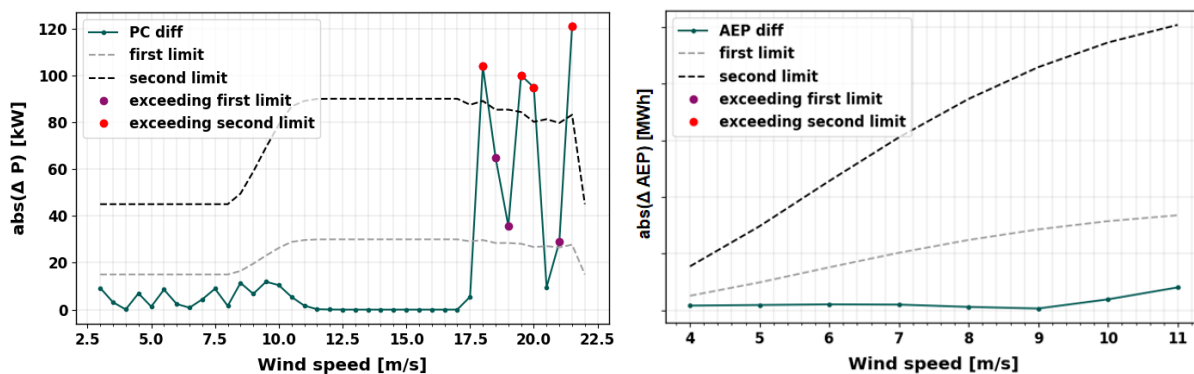 PC diff
first limit
second limit
exceeding first limit
exceeding second limit
abs(Δ P) [kW]
120
100
80
60
40
20
0
2.5 5.0 7.5 10.0 12.5 15.0 17.5 20.0 22.5
Wind speed [m/s]
AEP diff
first limit
second limit
exceeding first limit
exceeding second limit
abs(Δ AEP) [MWh]
4 5 6 7 8 9 10 11
Wind speed [m/s]